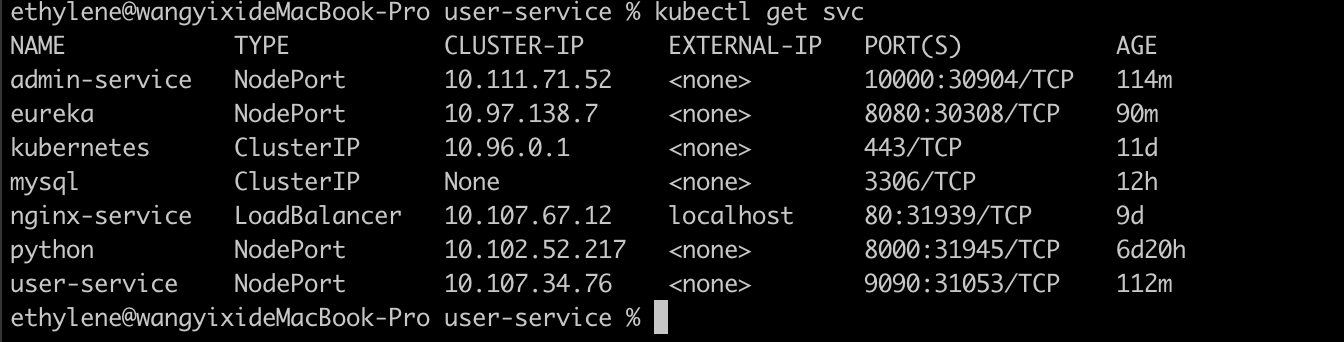 ethylene@wangyixideMacBook-Pro user-service % kubectl get svc
NAME TYPE CLUSTER-IP EXTERNAL-IP PORT(S) AGE
admin-service NodePort 10.111.71.52 <none> 10000:30904/TCP 114m
eureka NodePort 10.97.138.7 <none> 8080:30308/TCP 90m
kubernetes ClusterIP 10.96.0.1 <none> 443/TCP 11d
mysql ClusterIP None <none> 3306/TCP 12h
nginx-service LoadBalancer 10.107.67.12 localhost 80:31939/TCP 9d
python NodePort 10.102.52.217 <none> 8000:31945/TCP 6d20h
user-service NodePort 10.107.34.76 <none> 9090:31053/TCP 112m
ethylene@wangyixideMacBook-Pro user-service %